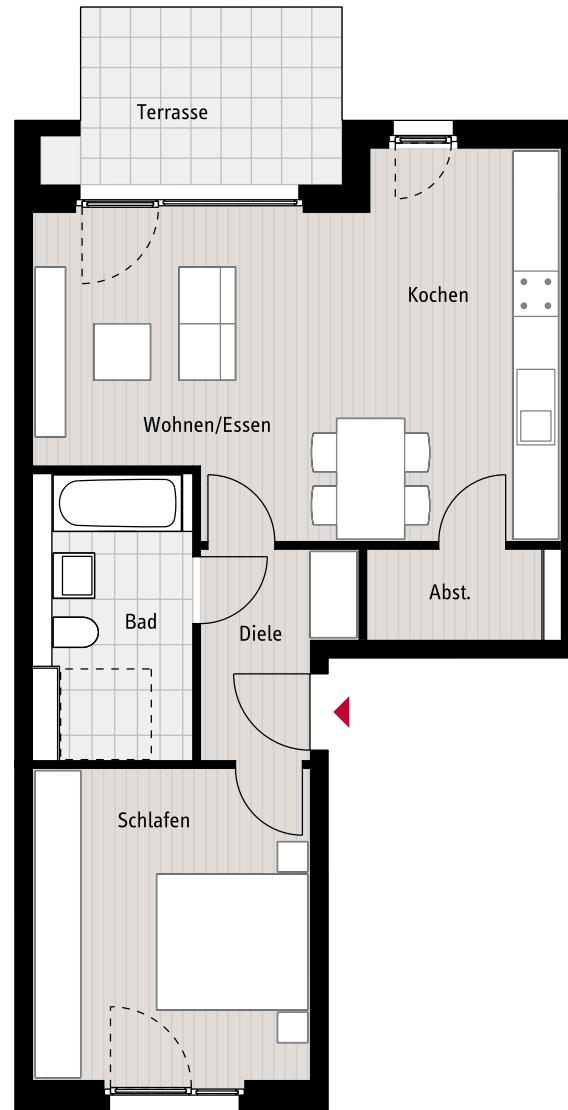 Terrasse
Kochen
Wohnen/Essen
Abst.
Bad
Diele
Schlafen